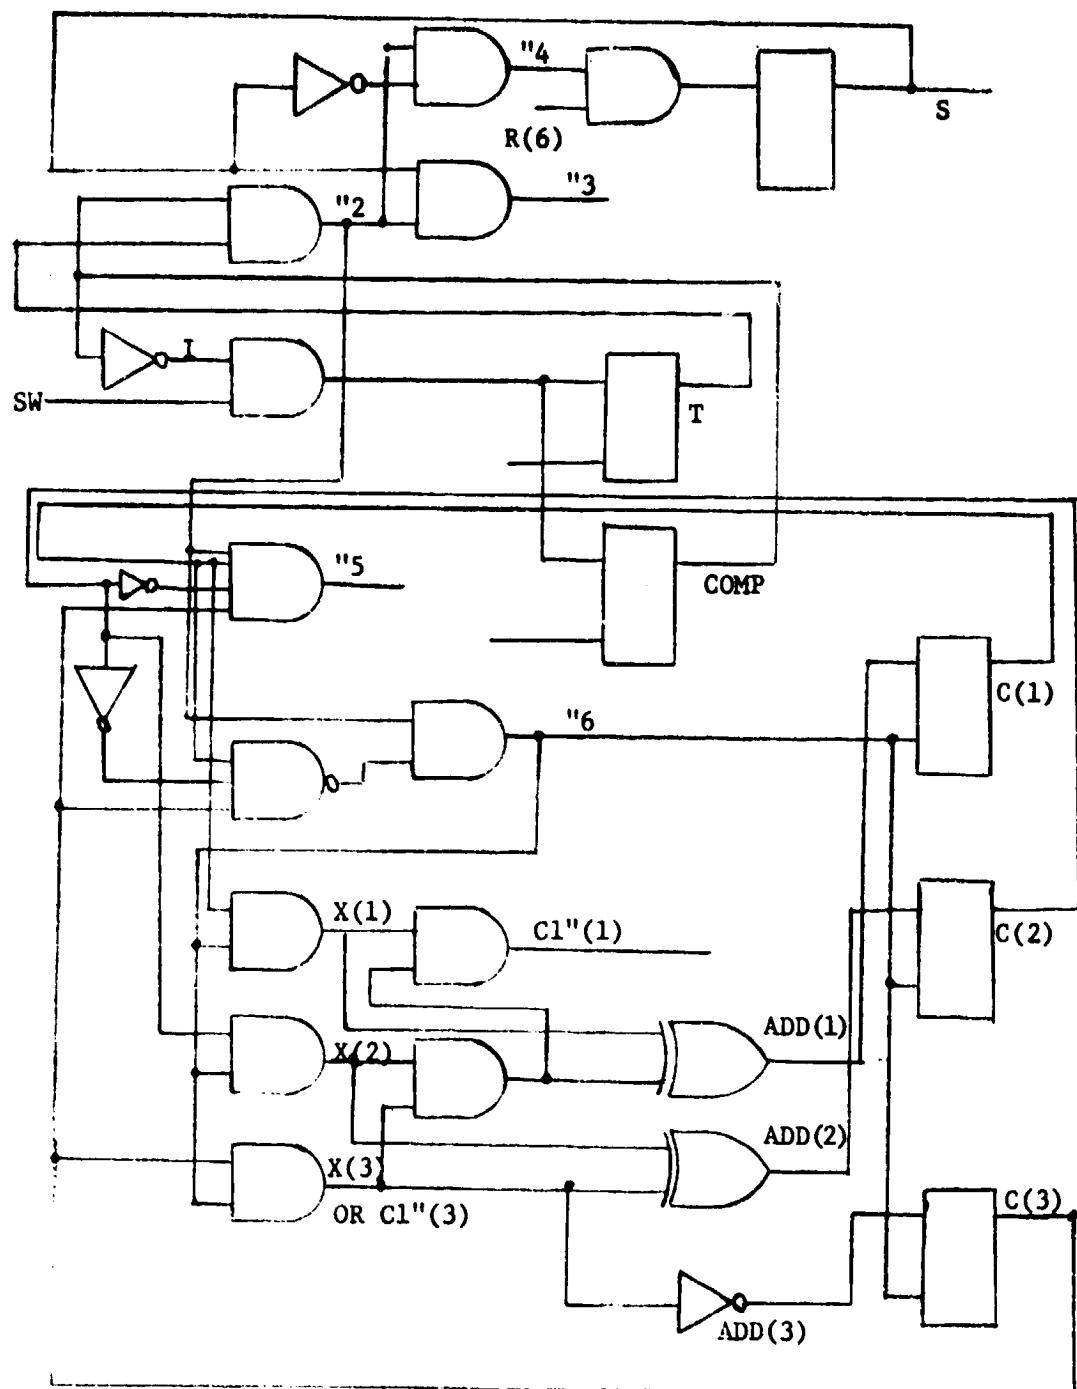 "4
S
R(6)
"3
"2
I
SW
T
"5
COMP
C(1)
"6
X(1)
C1"(1)
C(2)
ADD(1)
X(2)
ADD(2)
X(3)
OR C1"(3)
C(3)
ADD(3)